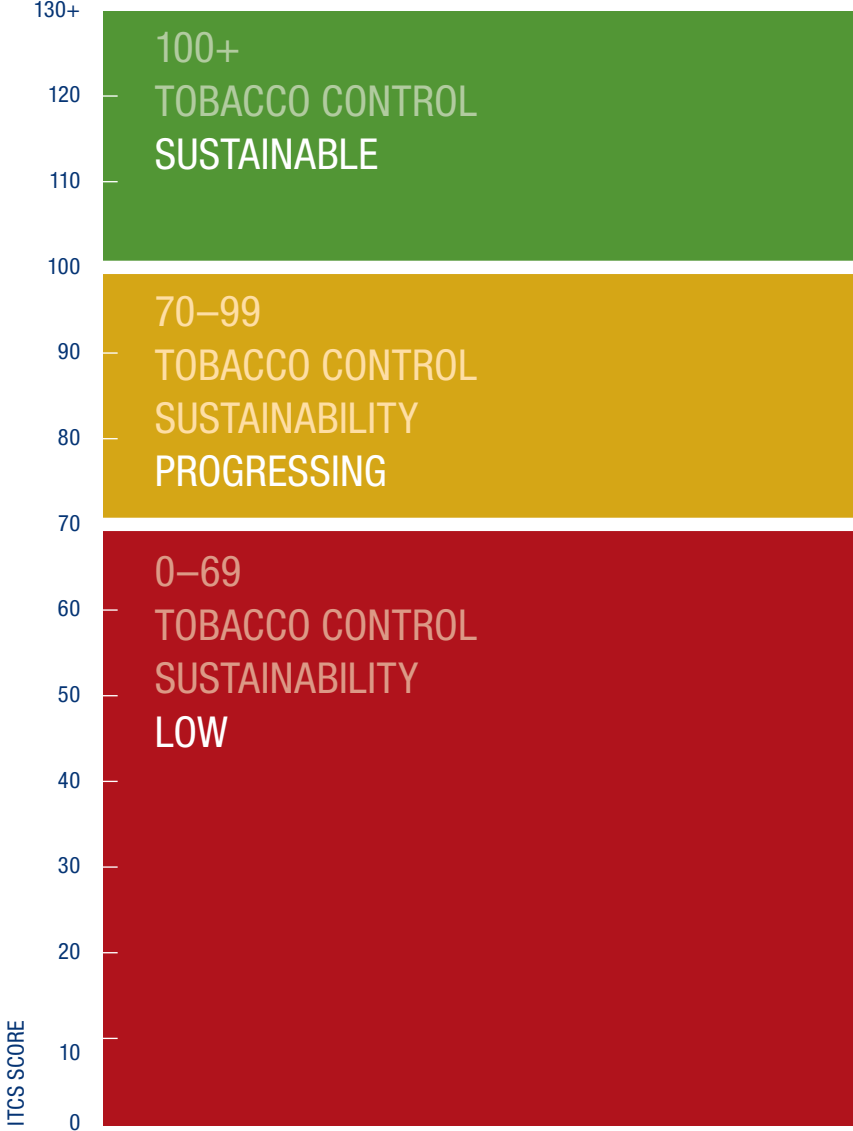 130+
120
110
100
90
80
70
60
50
40
30
20
10
0
ITCS SCORE
100+
TOBACCO CONTROL
SUSTAINABLE
70–99
TOBACCO CONTROL
SUSTAINABILITY
PROGRESSING
0–69
TOBACCO CONTROL
SUSTAINABILITY
LOW